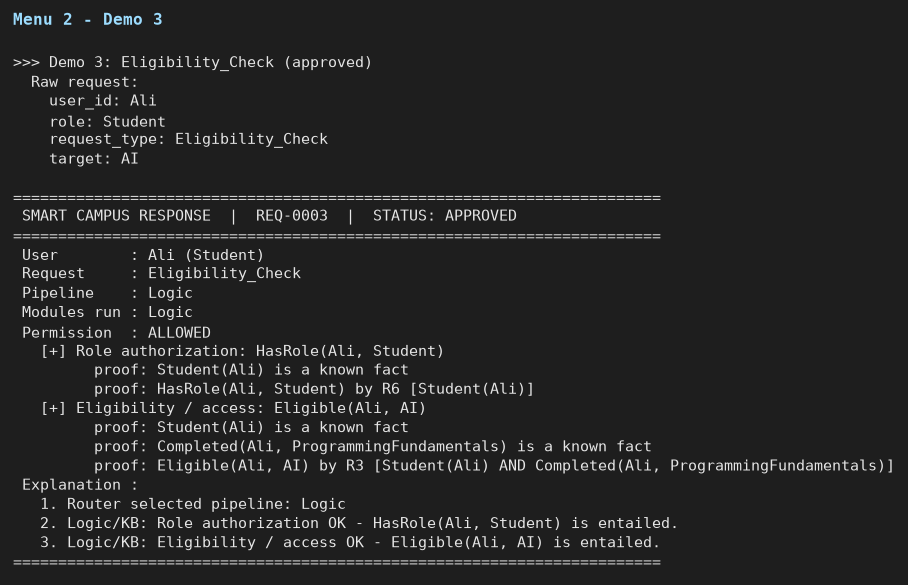 Menu 2 - Demo 3
>>> Demo 3: Eligibility_Check (approved)
  Raw request:
    user_id: Ali
    role: Student
    request_type: Eligibility_Check
    target: AI
========================================================================
 SMART CAMPUS RESPONSE  |  REQ-0003  |  STATUS: APPROVED
========================================================================
 User        : Ali (Student)
 Request     : Eligibility_Check
 Pipeline    : Logic
 Modules run : Logic
 Permission  : ALLOWED
   [+] Role authorization: HasRole(Ali, Student)
         proof: Student(Ali) is a known fact
         proof: HasRole(Ali, Student) by R6 [Student(Ali)]
   [+] Eligibility / access: Eligible(Ali, AI)
         proof: Student(Ali) is a known fact
         proof: Completed(Ali, ProgrammingFundamentals) is a known fact
         proof: Eligible(Ali, AI) by R3 [Student(Ali) AND Completed(Ali, ProgrammingFundamentals)]
 Explanation :
   1. Router selected pipeline: Logic
   2. Logic/KB: Role authorization OK - HasRole(Ali, Student) is entailed.
   3. Logic/KB: Eligibility / access OK - Eligible(Ali, AI) is entailed.
========================================================================